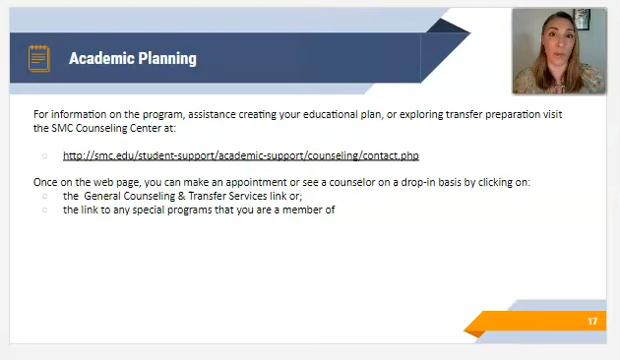 Academic Planning
For information on the program, assistance creating your educational plan, or exploring transfer preparation visit
the SMC Counseling Center at:
http://smc.edu/student-support/academic-support/counseling/contact.php
Once on the web page, you can make an appointment or see a counselor on a drop-in basis by clicking on:
the General Counseling & Transfer Services link or;
the link to any special programs that you are a member of
17